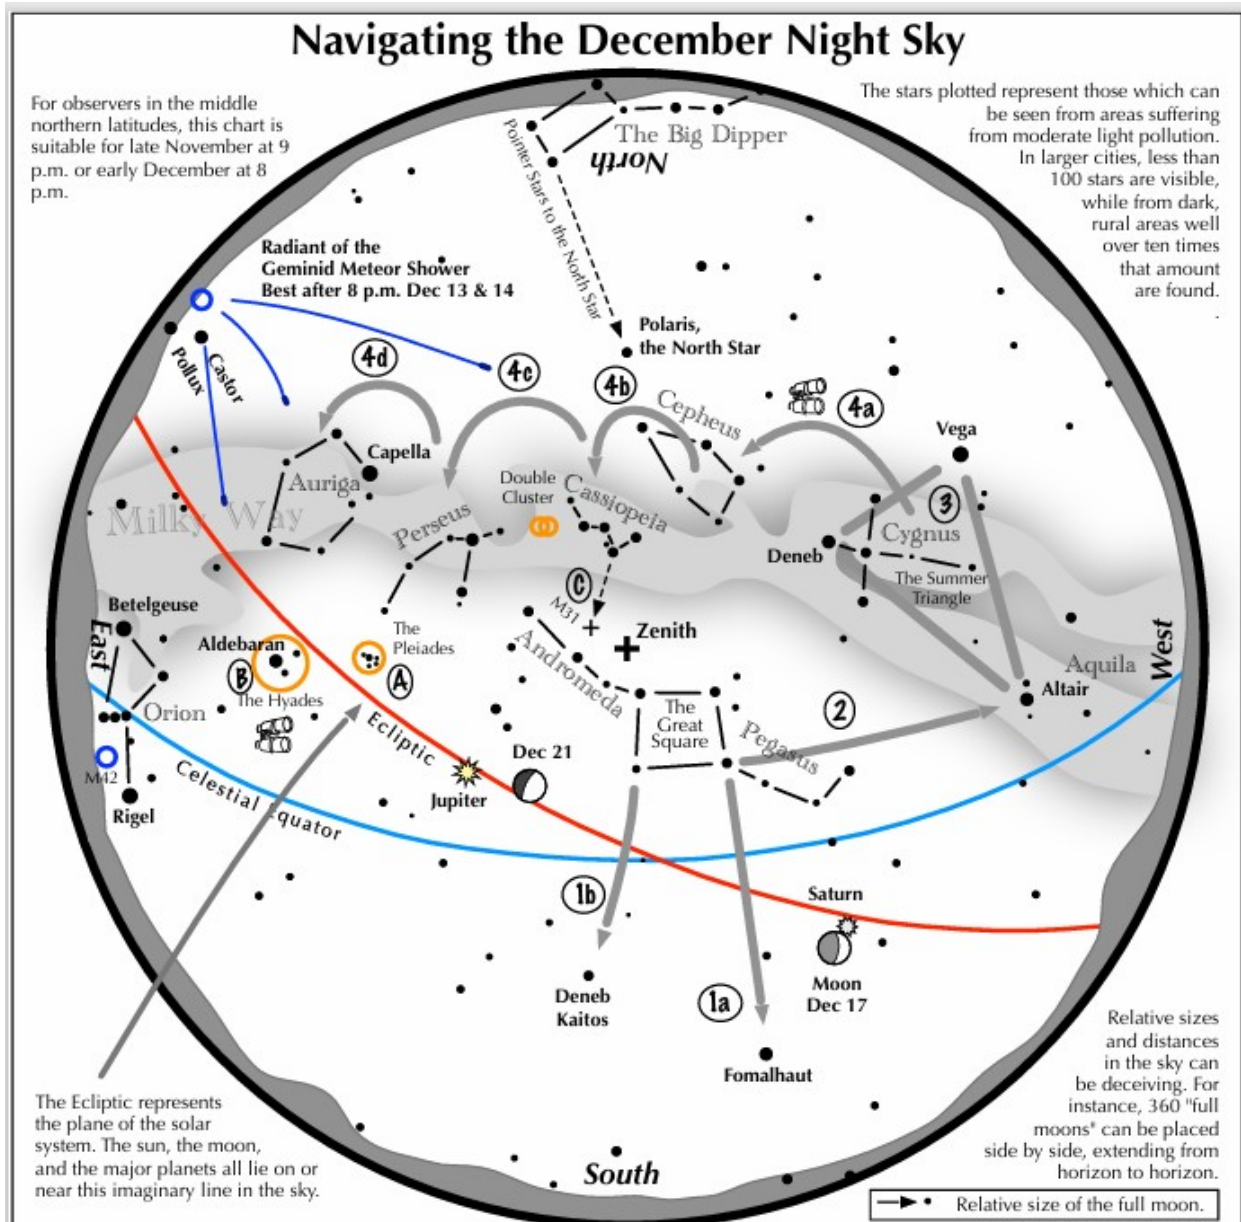 Navigating the December Night Sky
For observers in the middle
northern latitudes, this chart is
suitable for late November at 9
p.m. or early December at 8
p.m.
The stars plotted represent those which can
be seen from areas suffering
from moderate light pollution.
In larger cities, less than
100 stars are visible,
while from dark,
rural areas well
over ten times
that amount
are found.
.
The Big Dipper
North
Pointer Stars to the North Star
Radiant of the
Geminid Meteor Shower
Best after 8 p.m. Dec 13 & 14
Polaris,
the North Star
Castor
Pollux
4d
4c
4b
4a
Cepheus
Vega
Capella
Auriga
Double
Cluster
Cassiopeia
3
Milky Way
Perseus
Cygnus
Deneb
The Summer
Triangle
C
M31
Betelgeuse
East
Aldebaran
B
The Hyades
The
Pleiades
A
Zenith
Andromeda
West
Aquila
Altair
Orion
The
Great
Square
2
Pegasus
Ecliptic
Dec 21
Jupiter
M42
Rigel
Celestial Equator
1b
Saturn
Moon
Dec 17
Deneb
Kaitos
1a
Fomalhaut
The Ecliptic represents
the plane of the solar
system. The sun, the moon,
and the major planets all lie on or
near this imaginary line in the sky.
South
Relative sizes
and distances
in the sky can
be deceiving. For
instance, 360 "full
moons" can be placed
side by side, extending from
horizon to horizon.
Relative size of the full moon.